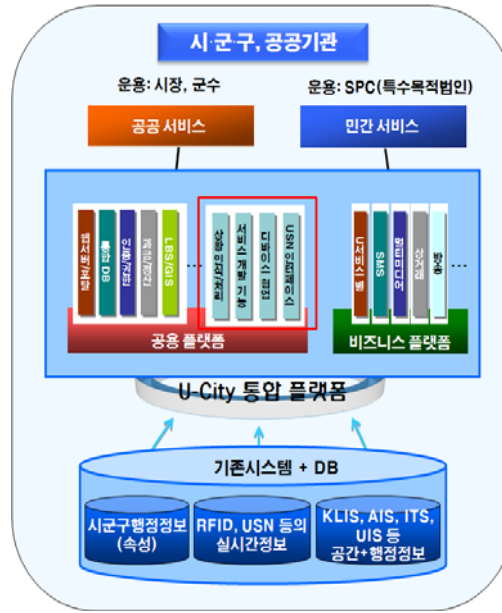 시·군·구, 공공기관
운용: 시장, 군수
운용: SPC(특수목적법인)
공공 서비스
민간 서비스
웹서버/포탈
통합 DB
인증/권한
과금/정산
LBS/GIS
상황 인식/처리
서비스 개발 기능
디바이스 협업
USN 인터페이스
U서비스 벨
SMS
멀티미디어
상거래
방송
공용 플랫폼
비즈니스 플랫폼
U-City 통합 플랫폼
기존시스템 + DB
시군구행정정보
(속성)
RFID, USN 등의
실시간정보
KLIS, AIS, ITS,
UIS 등
공간+행정정보